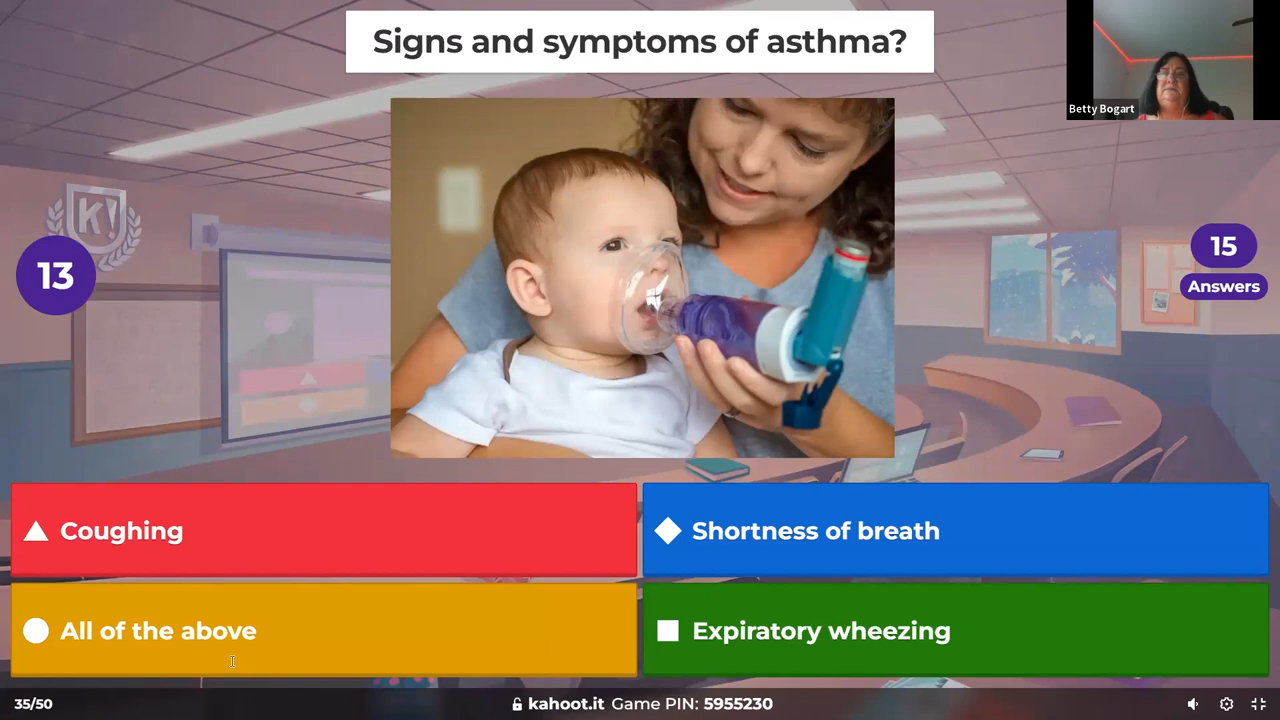 Signs and symptoms of asthma?
Betty Bogart
K!
13
15
Answers
Coughing
Shortness of breath
All of the above
Expiratory wheezing
35/50
kahoot.it Game PIN: 5955230